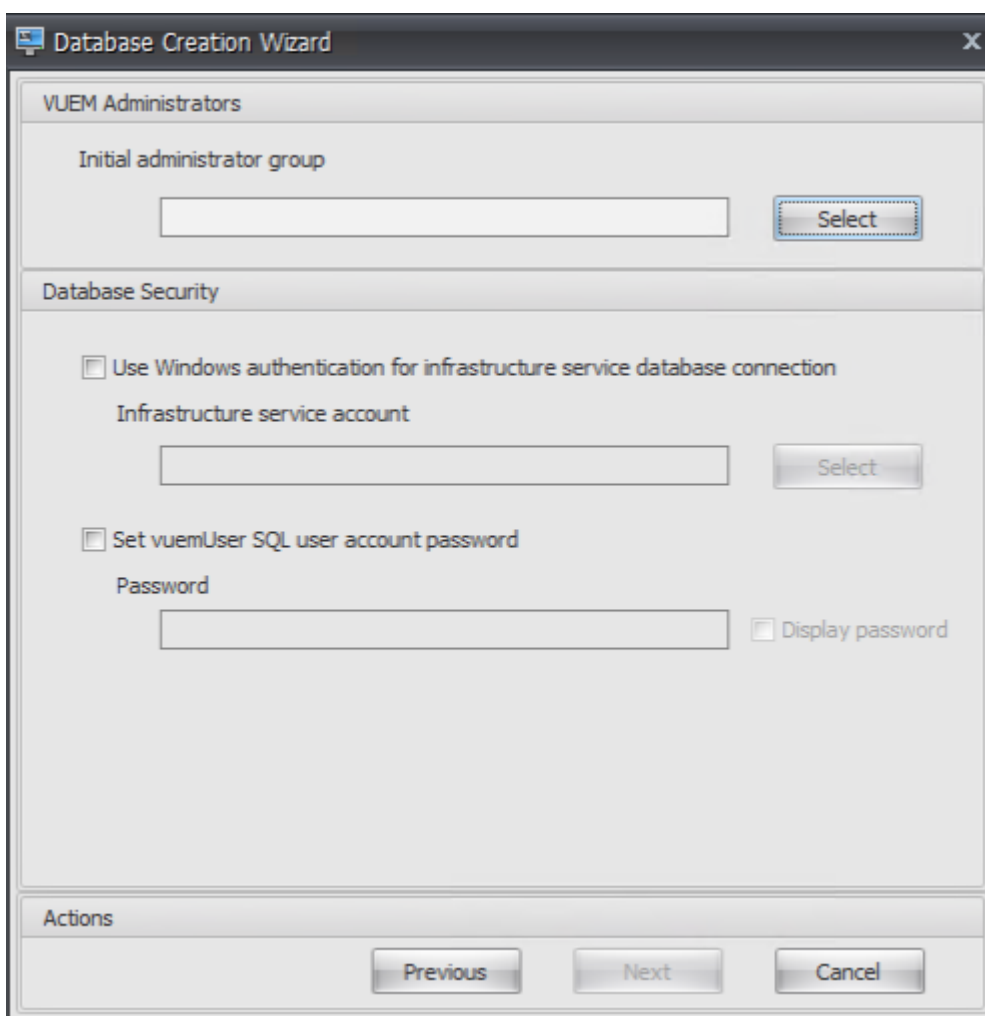 Database Creation Wizard x
VUEM Administrators
Initial administrator group
Select
Database Security
Use Windows authentication for infrastructure service database connection
Infrastructure service account
Select
Set vuemUser SQL user account password
Password
Display password
Actions
Previous Next Cancel